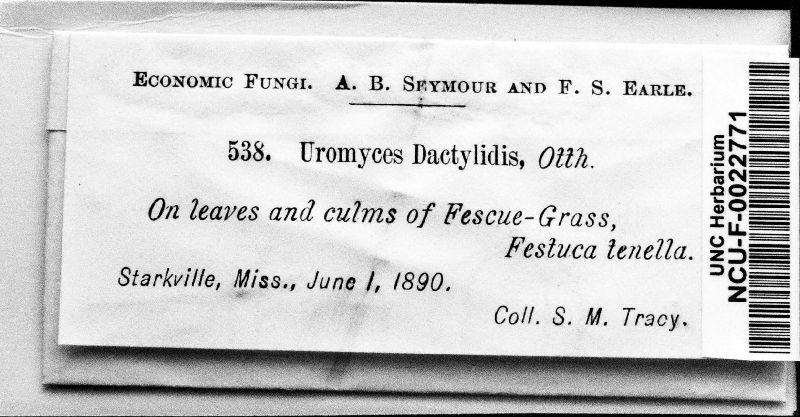 ECONOMIC FUNGI. A. B. SEYMOUR AND F. S. EARLE.
538. Uromyces Dactylidis, Otth.
On leaves and culms of Fescue-Grass,
Festuca tenella.
Starkville, Miss., June 1, 1890.
Coll. S. M. Tracy.
UNC Herbarium
NCU-F-0022771